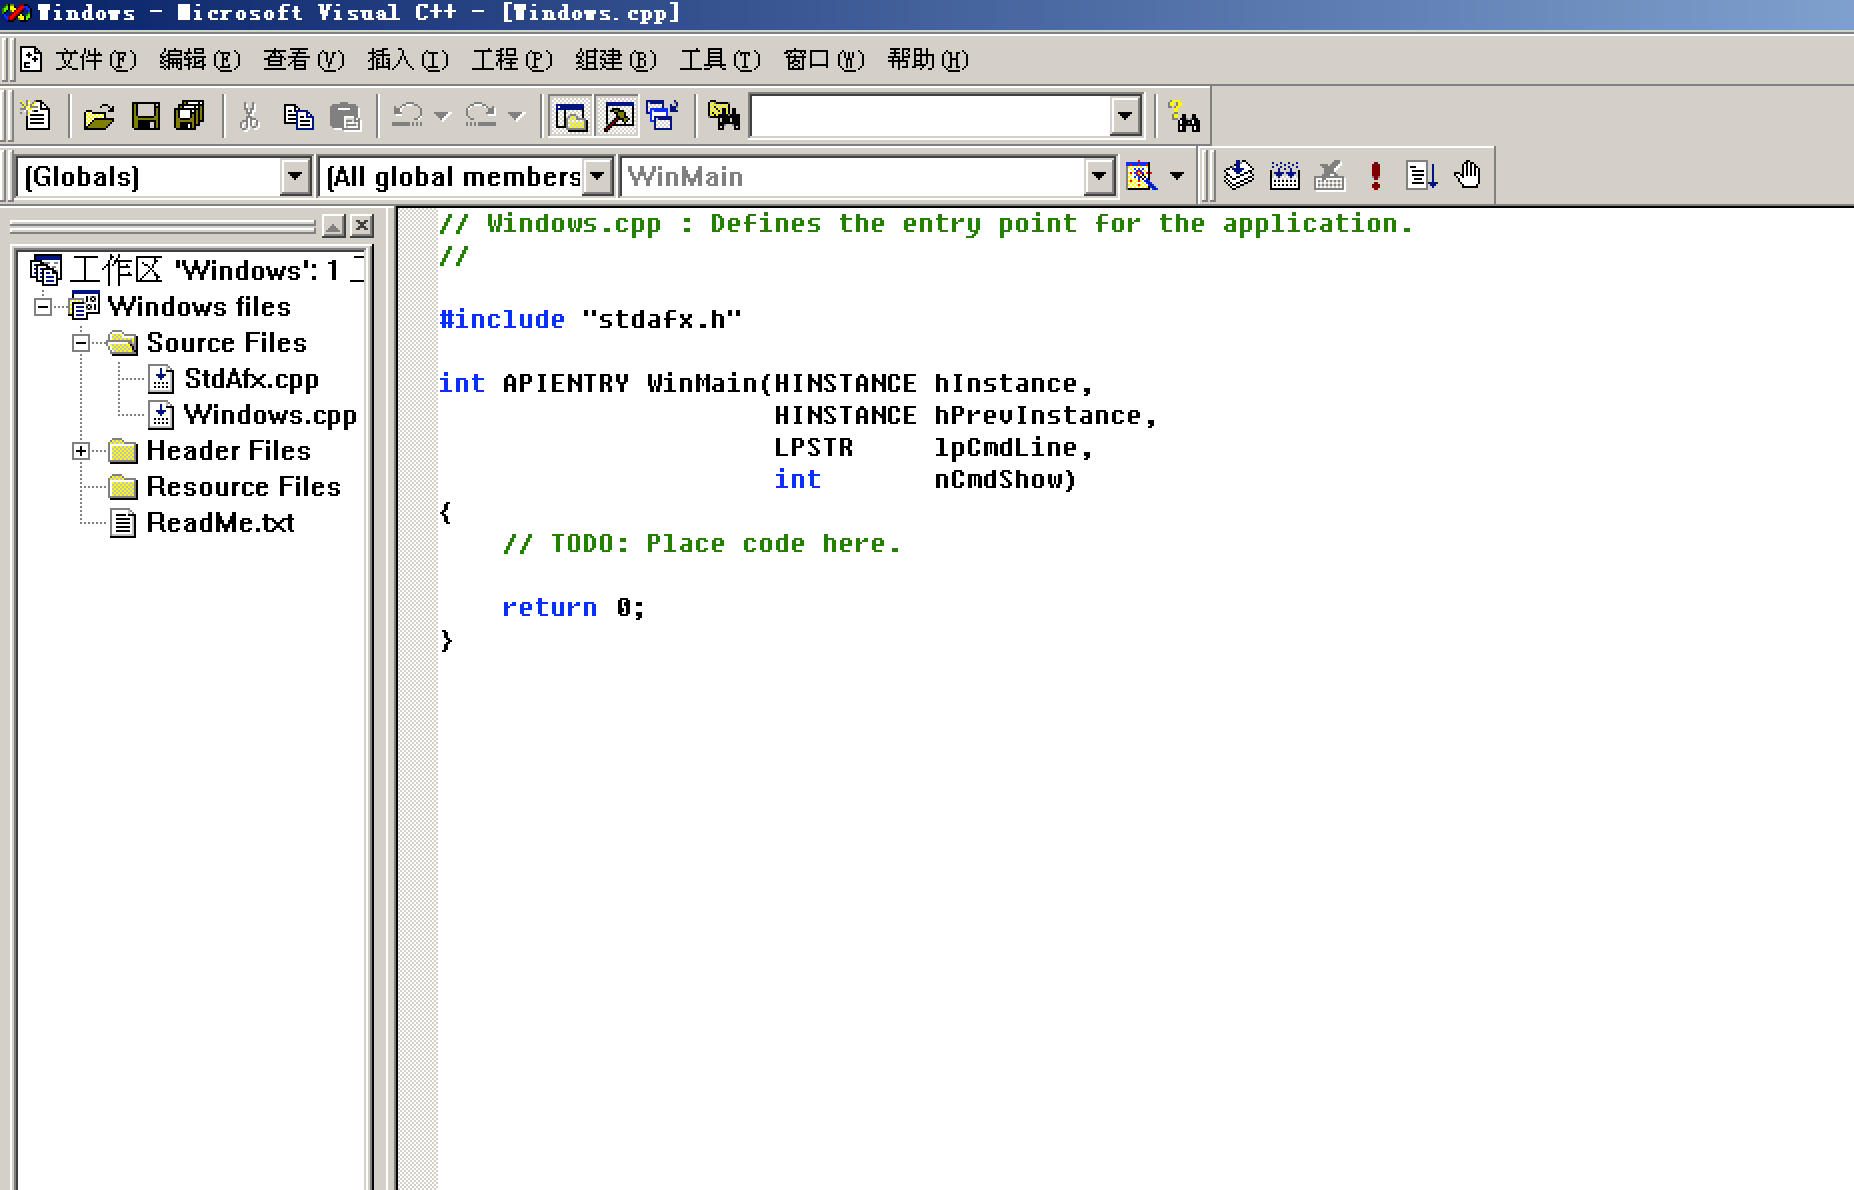 Windows - Microsoft Visual C++ - [Windows.cpp]
文件(F) 编辑(E) 查看(V) 插入(I) 工程(P) 组建(B) 工具(T) 窗口(W) 帮助(H)
(Globals) (All global members WinMain
工作区 'Windows': 1
Windows files
Source Files
StdAfx.cpp
Windows.cpp
Header Files
Resource Files
ReadMe.txt
// Windows.cpp : Defines the entry point for the application.
//
#include "stdafx.h"
int APIENTRY WinMain(HINSTANCE hInstance,
HINSTANCE hPrevInstance,
LPSTR     lpCmdLine,
int       nCmdShow)
{
// TODO: Place code here.
return 0;
}